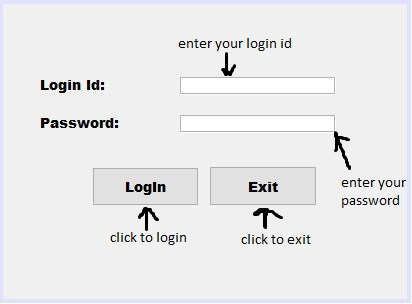 enter your login id
Login Id:
Password:
enter your
password
LogIn
Exit
click to login
click to exit